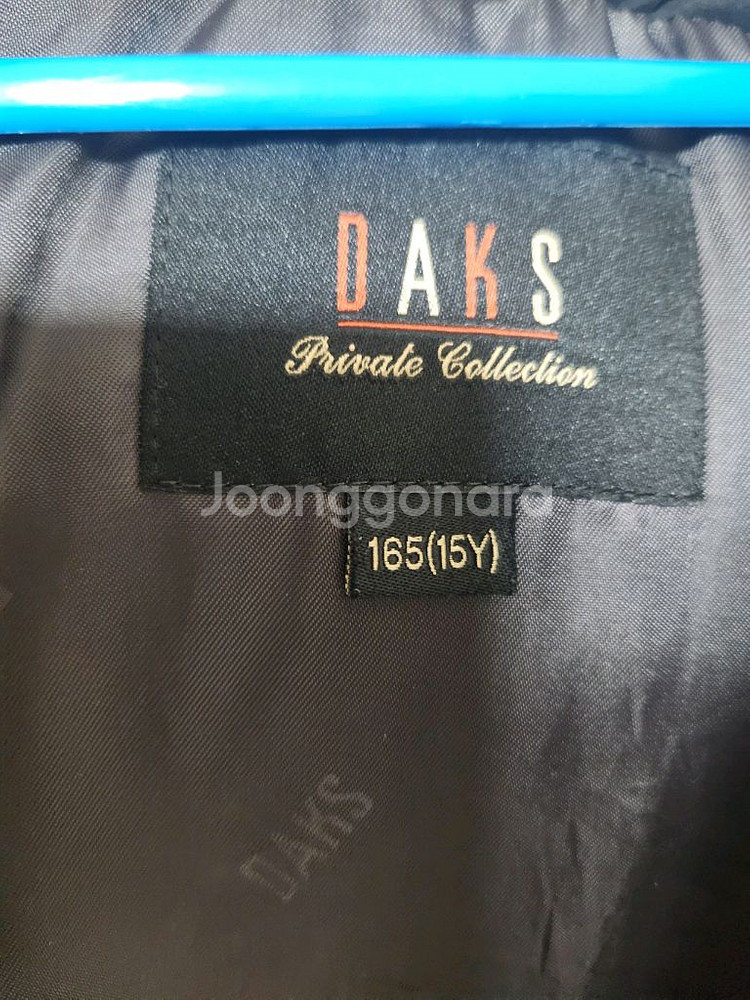 DAKS
Private Collection
Joonggonara
165(15Y)
DAKS